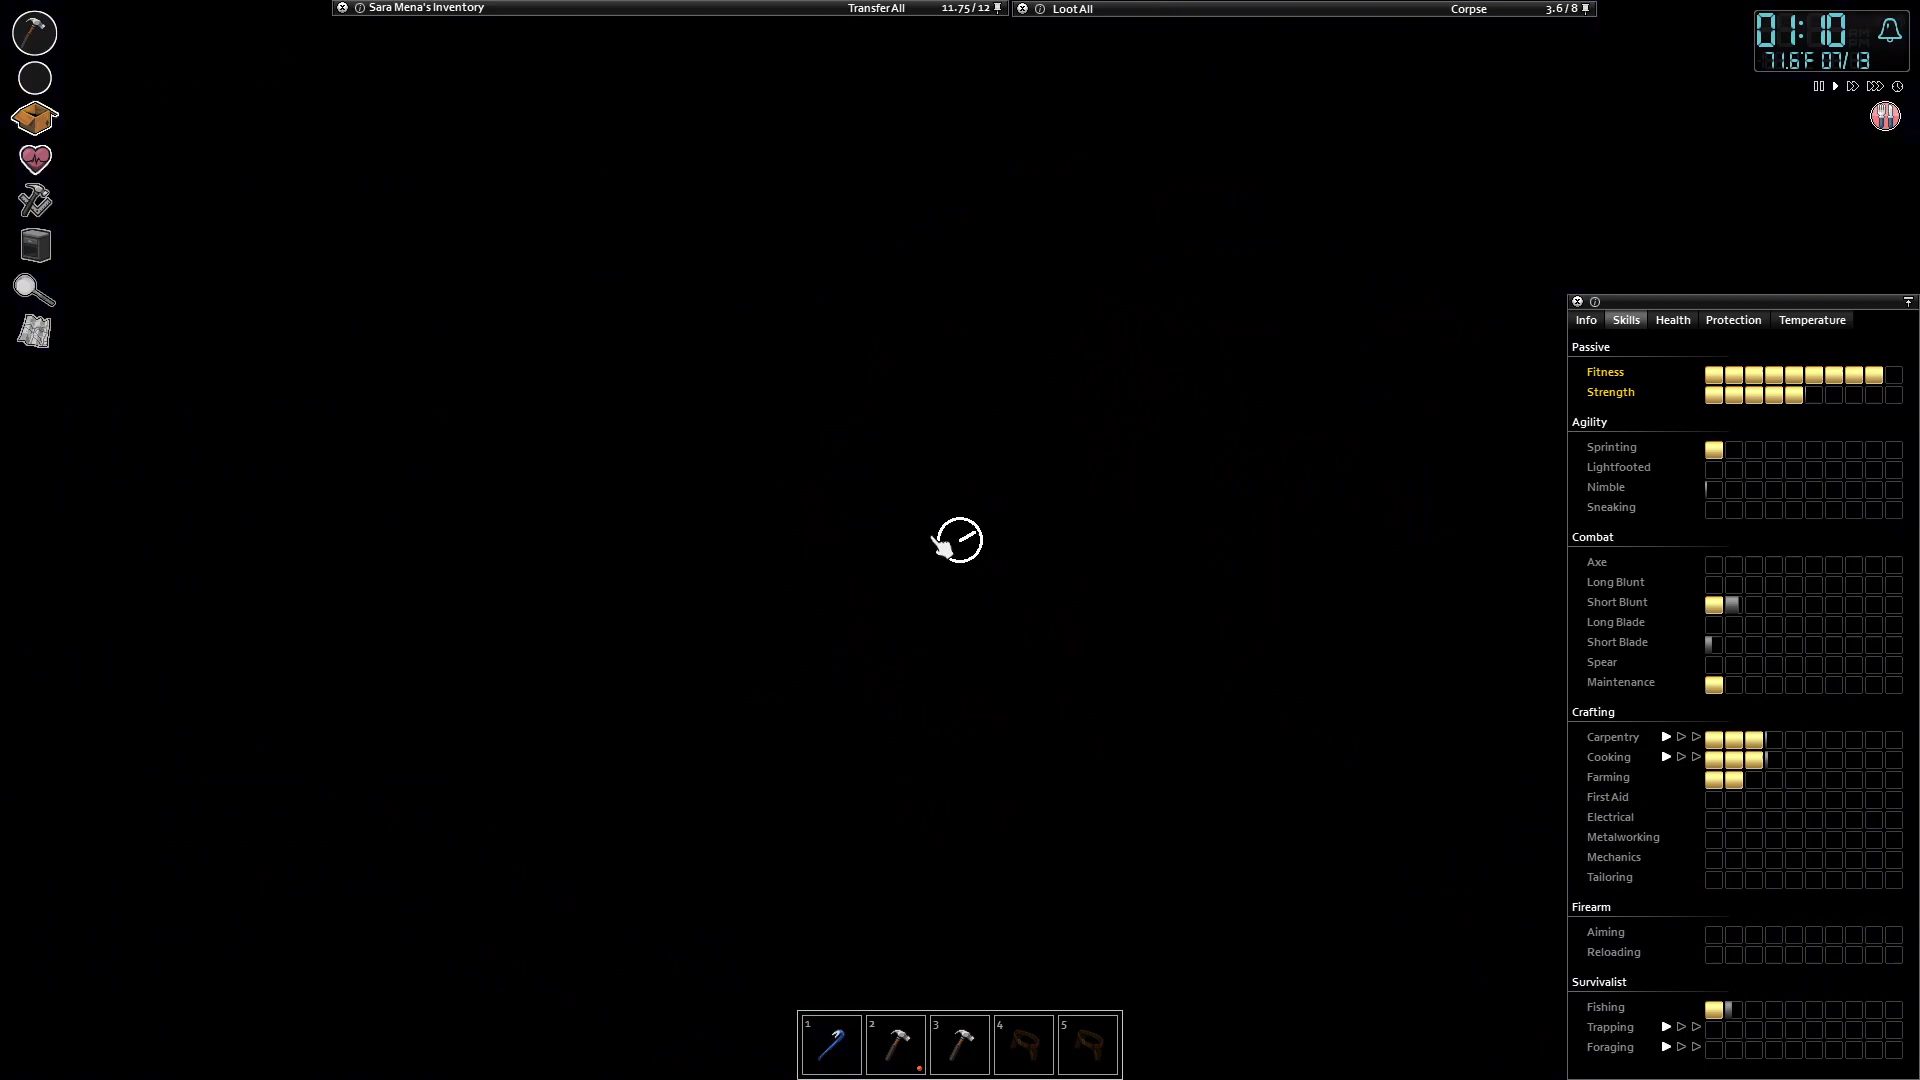 Sara Mena's Inventory Transfer All 11.75 / 12
Loot All Corpse 3.6 / 8
01:10
71.6°F 07/13
Info Skills Health Protection Temperature
Passive
Fitness
Strength
Agility
Sprinting
Lightfooted
Nimble
Sneaking
Combat
Axe
Long Blunt
Short Blunt
Long Blade
Short Blade
Spear
Maintenance
Crafting
Carpentry
Cooking
Farming
First Aid
Electrical
Metalworking
Mechanics
Tailoring
Firearm
Aiming
Reloading
Survivalist
Fishing
Trapping
Foraging
1 2 3 4 5